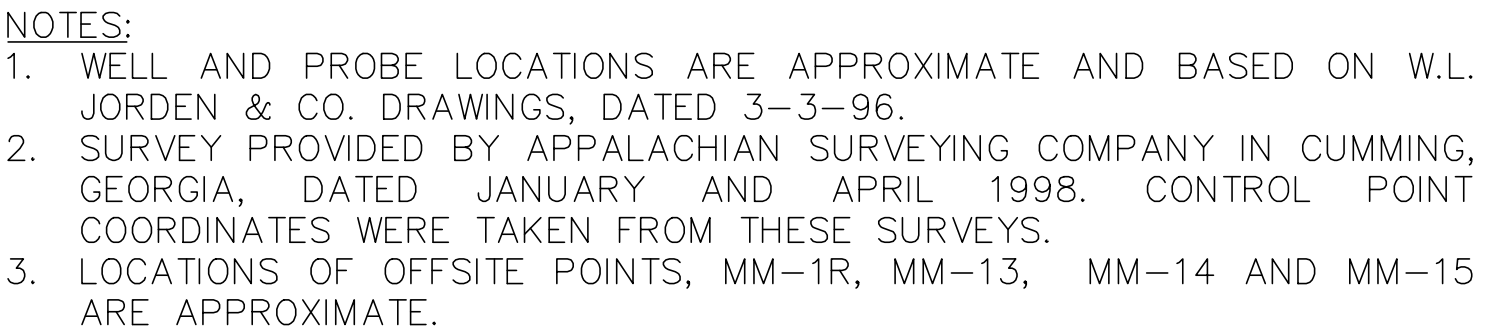 NOTES:
1. WELL AND PROBE LOCATIONS ARE APPROXIMATE AND BASED ON W.L.
JORDEN & CO. DRAWINGS, DATED 3-3-96.
2. SURVEY PROVIDED BY APPALACHIAN SURVEYING COMPANY IN CUMMING,
GEORGIA, DATED JANUARY AND APRIL 1998. CONTROL POINT
COORDINATES WERE TAKEN FROM THESE SURVEYS.
3. LOCATIONS OF OFFSITE POINTS, MM-1R, MM-13, MM-14 AND MM-15
ARE APPROXIMATE.